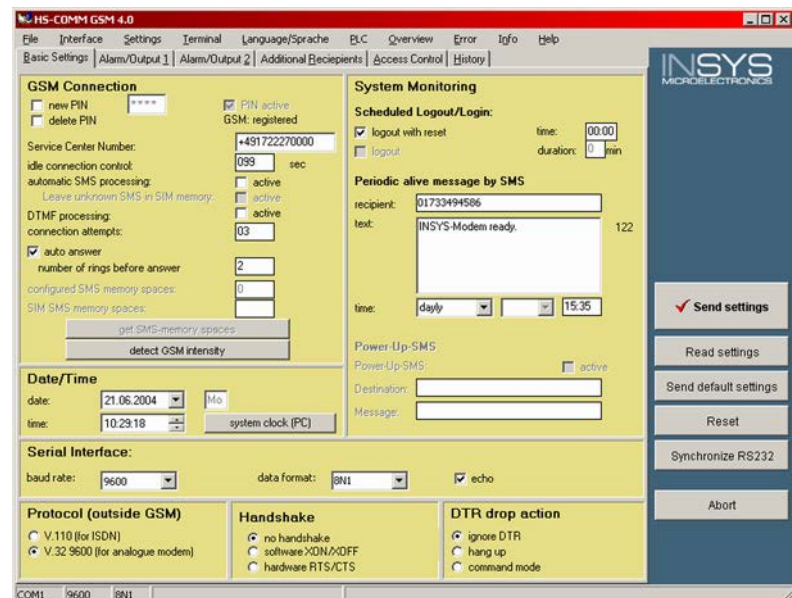 HS-COMM GSM 4.0
File Interface Settings Terminal Language/Sprache PLC Overview Error Info Help
Basic Settings Alarm/Output 1 Alarm/Output 2 Additional Reciepients Access Control History
INSYS
MICROELECTRONICS
GSM Connection
new PIN ****
PIN active
delete PIN
GSM: registered
Service Center Number: +491722270000
idle connection control: 099 sec
automatic SMS processing: active
Leave unknown SMS in SIM memory: active
DTMF processing: active
connection attempts: 03
auto answer
number of rings before answer 2
configured SMS memory spaces: 0
SIM SMS memory spaces:
get SMS-memory spaces
detect GSM intensity
System Monitoring
Scheduled Logout/Login:
logout with reset time: 00:00
logout duration: 0 min
Periodic alive message by SMS
recipient: 01733494586
text: INSYS-Modem ready. 122
time: dayly 15:35
Power-Up-SMS
Power-Up-SMS: active
Destination:
Message:
Date/Time
date: 21.06.2004 Mo
time: 10:29:18 system clock (PC)
Serial Interface:
baud rate: 9600 data format: 8N1 echo
Protocol (outside GSM)
V.110 (for ISDN)
V.32 9600 (for analogue modem)
Handshake
no handshake
software XON/XOFF
hardware RTS/CTS
DTR drop action
ignore DTR
hang up
command mode
Send settings
Read settings
Send default settings
Reset
Synchronize RS232
Abort
COM1 9600 8N1